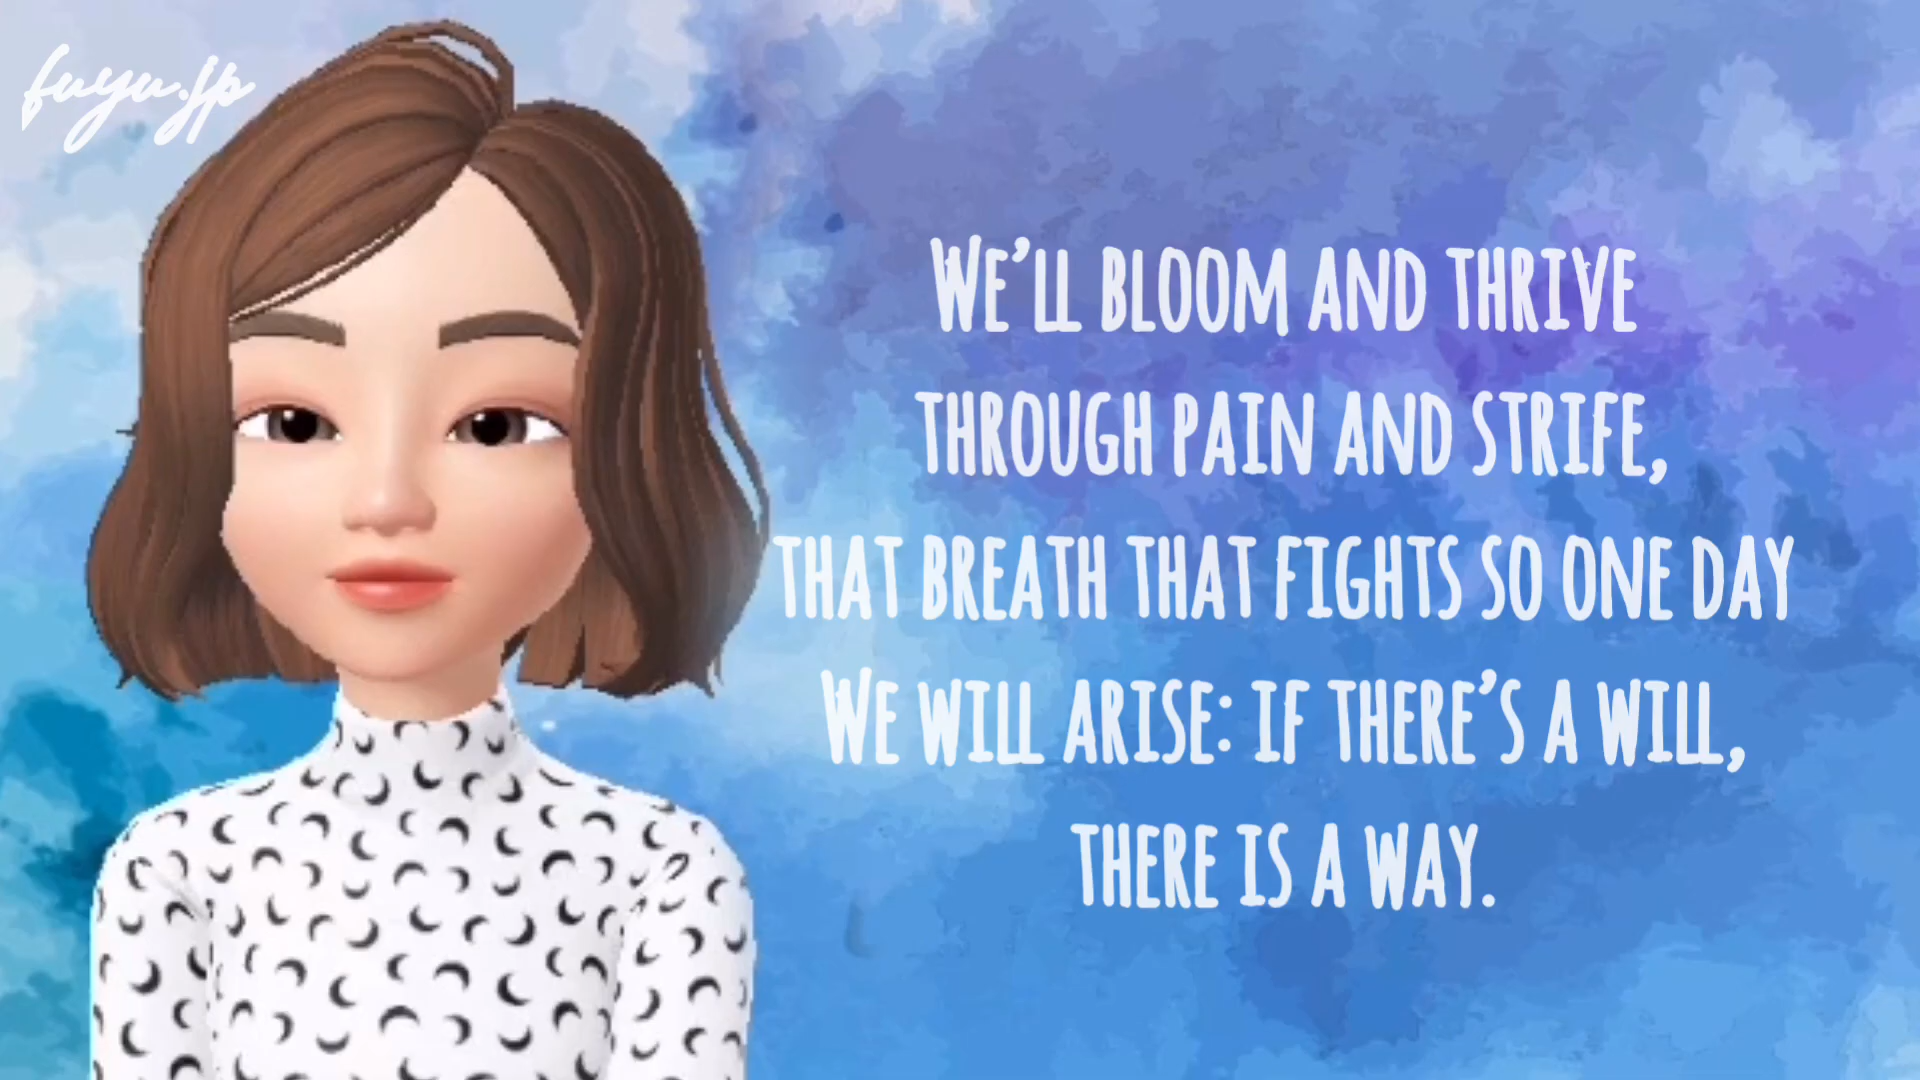 fuyu.jp
We'll bloom and thrive
through pain and strife,
that breath that fights so one day
We will arise: if there's a will,
there is a way.